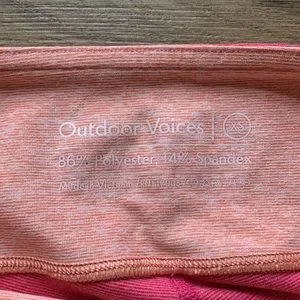 Outdoor Voices
86% Polyester, 14% Spandex
Made in Vietnam